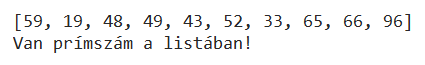 [59, 19, 48, 49, 43, 52, 33, 65, 66, 96]
Van prímszám a listában!